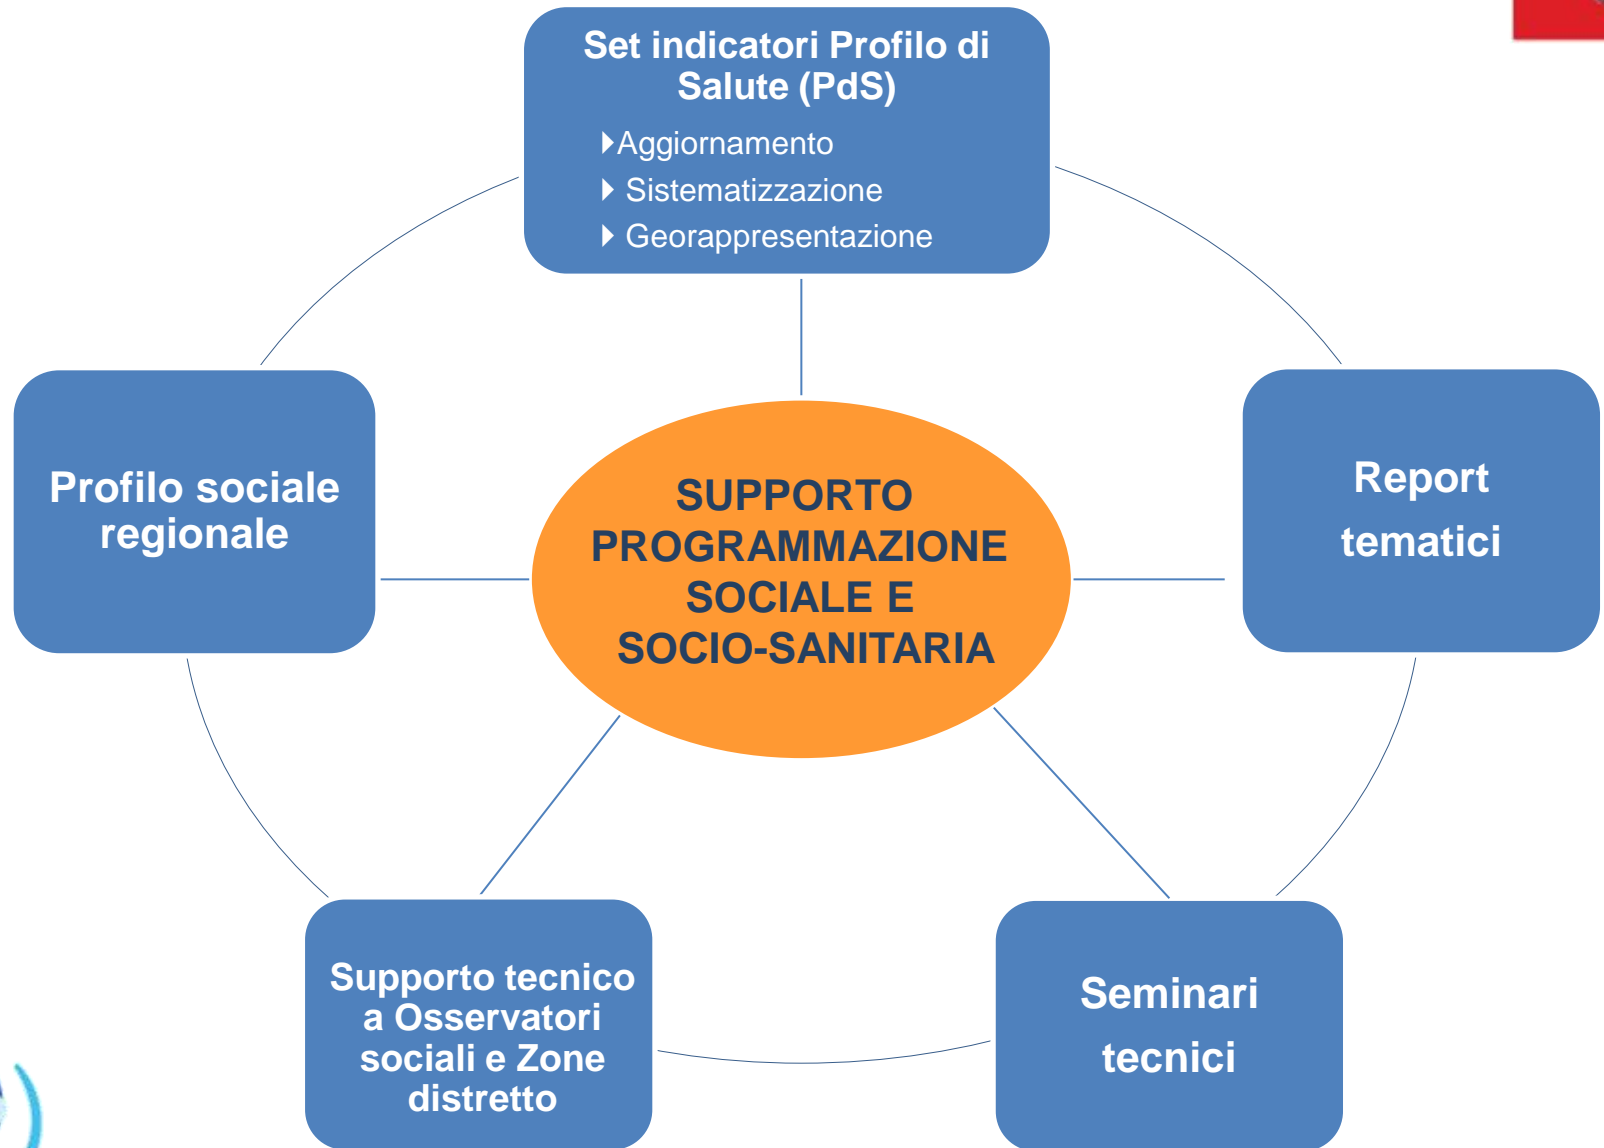 Set indicatori Profilo di
Salute (PdS)
Aggiornamento
Sistematizzazione
Georappresentazione
Profilo sociale
regionale
SUPPORTO
PROGRAMMAZIONE
SOCIALE E
SOCIO-SANITARIA
Report
tematici
Supporto tecnico
a Osservatori
sociali e Zone
distretto
Seminari
tecnici